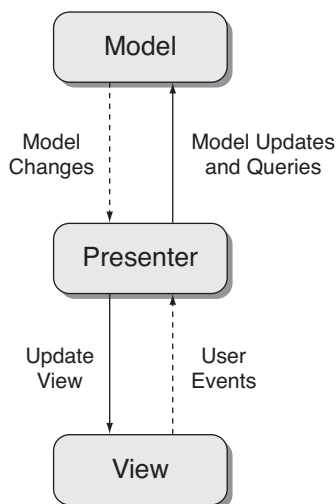 Model
Model
Changes
Model Updates
and Queries
Presenter
Update
View
User
Events
View